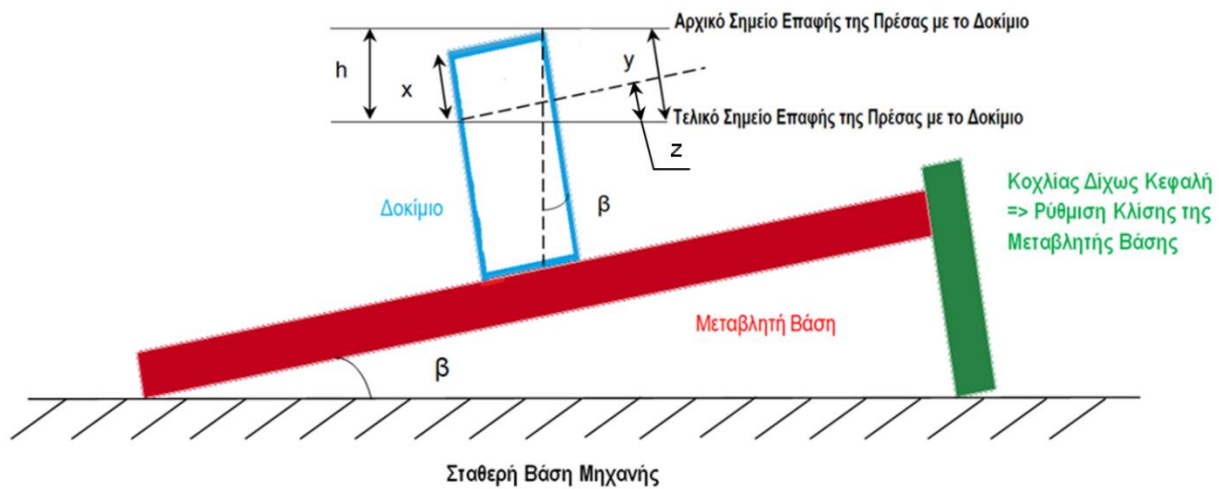 Αρχικό Σημείο Επαφής της Πρέσας με το Δοκίμιο
h
x
y
Τελικό Σημείο Επαφής της Πρέσας με το Δοκίμιο
z
Δοκίμιο
β
Κοχλίας Δίχως Κεφαλή
=> Ρύθμιση Κλίσης της
Μεταβλητής Βάσης
Μεταβλητή Βάση
β
Σταθερή Βάση Μηχανής